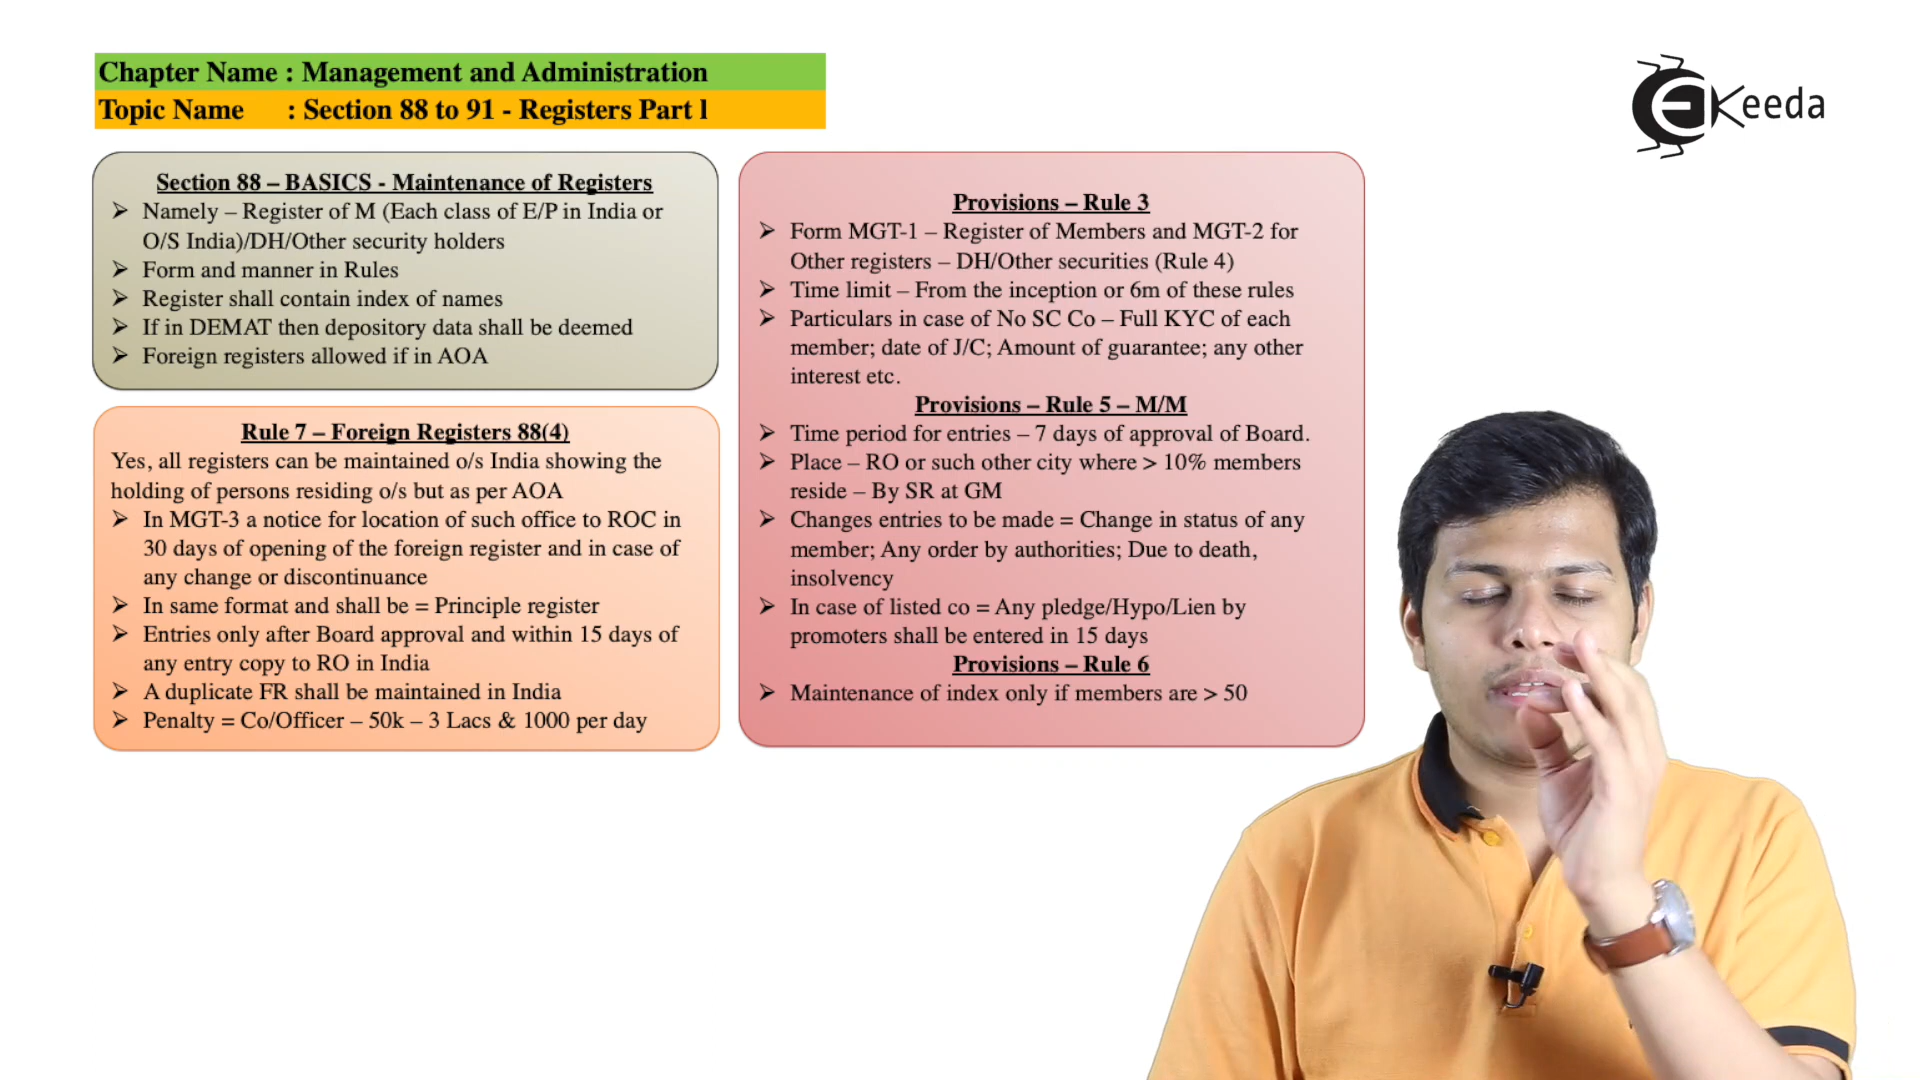 Chapter Name : Management and Administration
Topic Name : Section 88 to 91 - Registers Part l
Keeda
Section 88 – BASICS - Maintenance of Registers
➢ Namely – Register of M (Each class of E/P in India or
O/S India)/DH/Other security holders
➢ Form and manner in Rules
➢ Register shall contain index of names
➢ If in DEMAT then depository data shall be deemed
➢ Foreign registers allowed if in AOA
Rule 7 – Foreign Registers 88(4)
Yes, all registers can be maintained o/s India showing the
holding of persons residing o/s but as per AOA
➢ In MGT-3 a notice for location of such office to ROC in
30 days of opening of the foreign register and in case of
any change or discontinuance
➢ In same format and shall be = Principle register
➢ Entries only after Board approval and within 15 days of
any entry copy to RO in India
➢ A duplicate FR shall be maintained in India
➢ Penalty = Co/Officer – 50k – 3 Lacs & 1000 per day
Provisions – Rule 3
➢ Form MGT-1 – Register of Members and MGT-2 for
Other registers – DH/Other securities (Rule 4)
➢ Time limit – From the inception or 6m of these rules
➢ Particulars in case of No SC Co – Full KYC of each
member; date of J/C; Amount of guarantee; any other
interest etc.
Provisions – Rule 5 – M/M
➢ Time period for entries – 7 days of approval of Board.
➢ Place – RO or such other city where > 10% members
reside – By SR at GM
➢ Changes entries to be made = Change in status of any
member; Any order by authorities; Due to death,
insolvency
➢ In case of listed co = Any pledge/Hypo/Lien by
promoters shall be entered in 15 days
Provisions – Rule 6
➢ Maintenance of index only if members are > 50